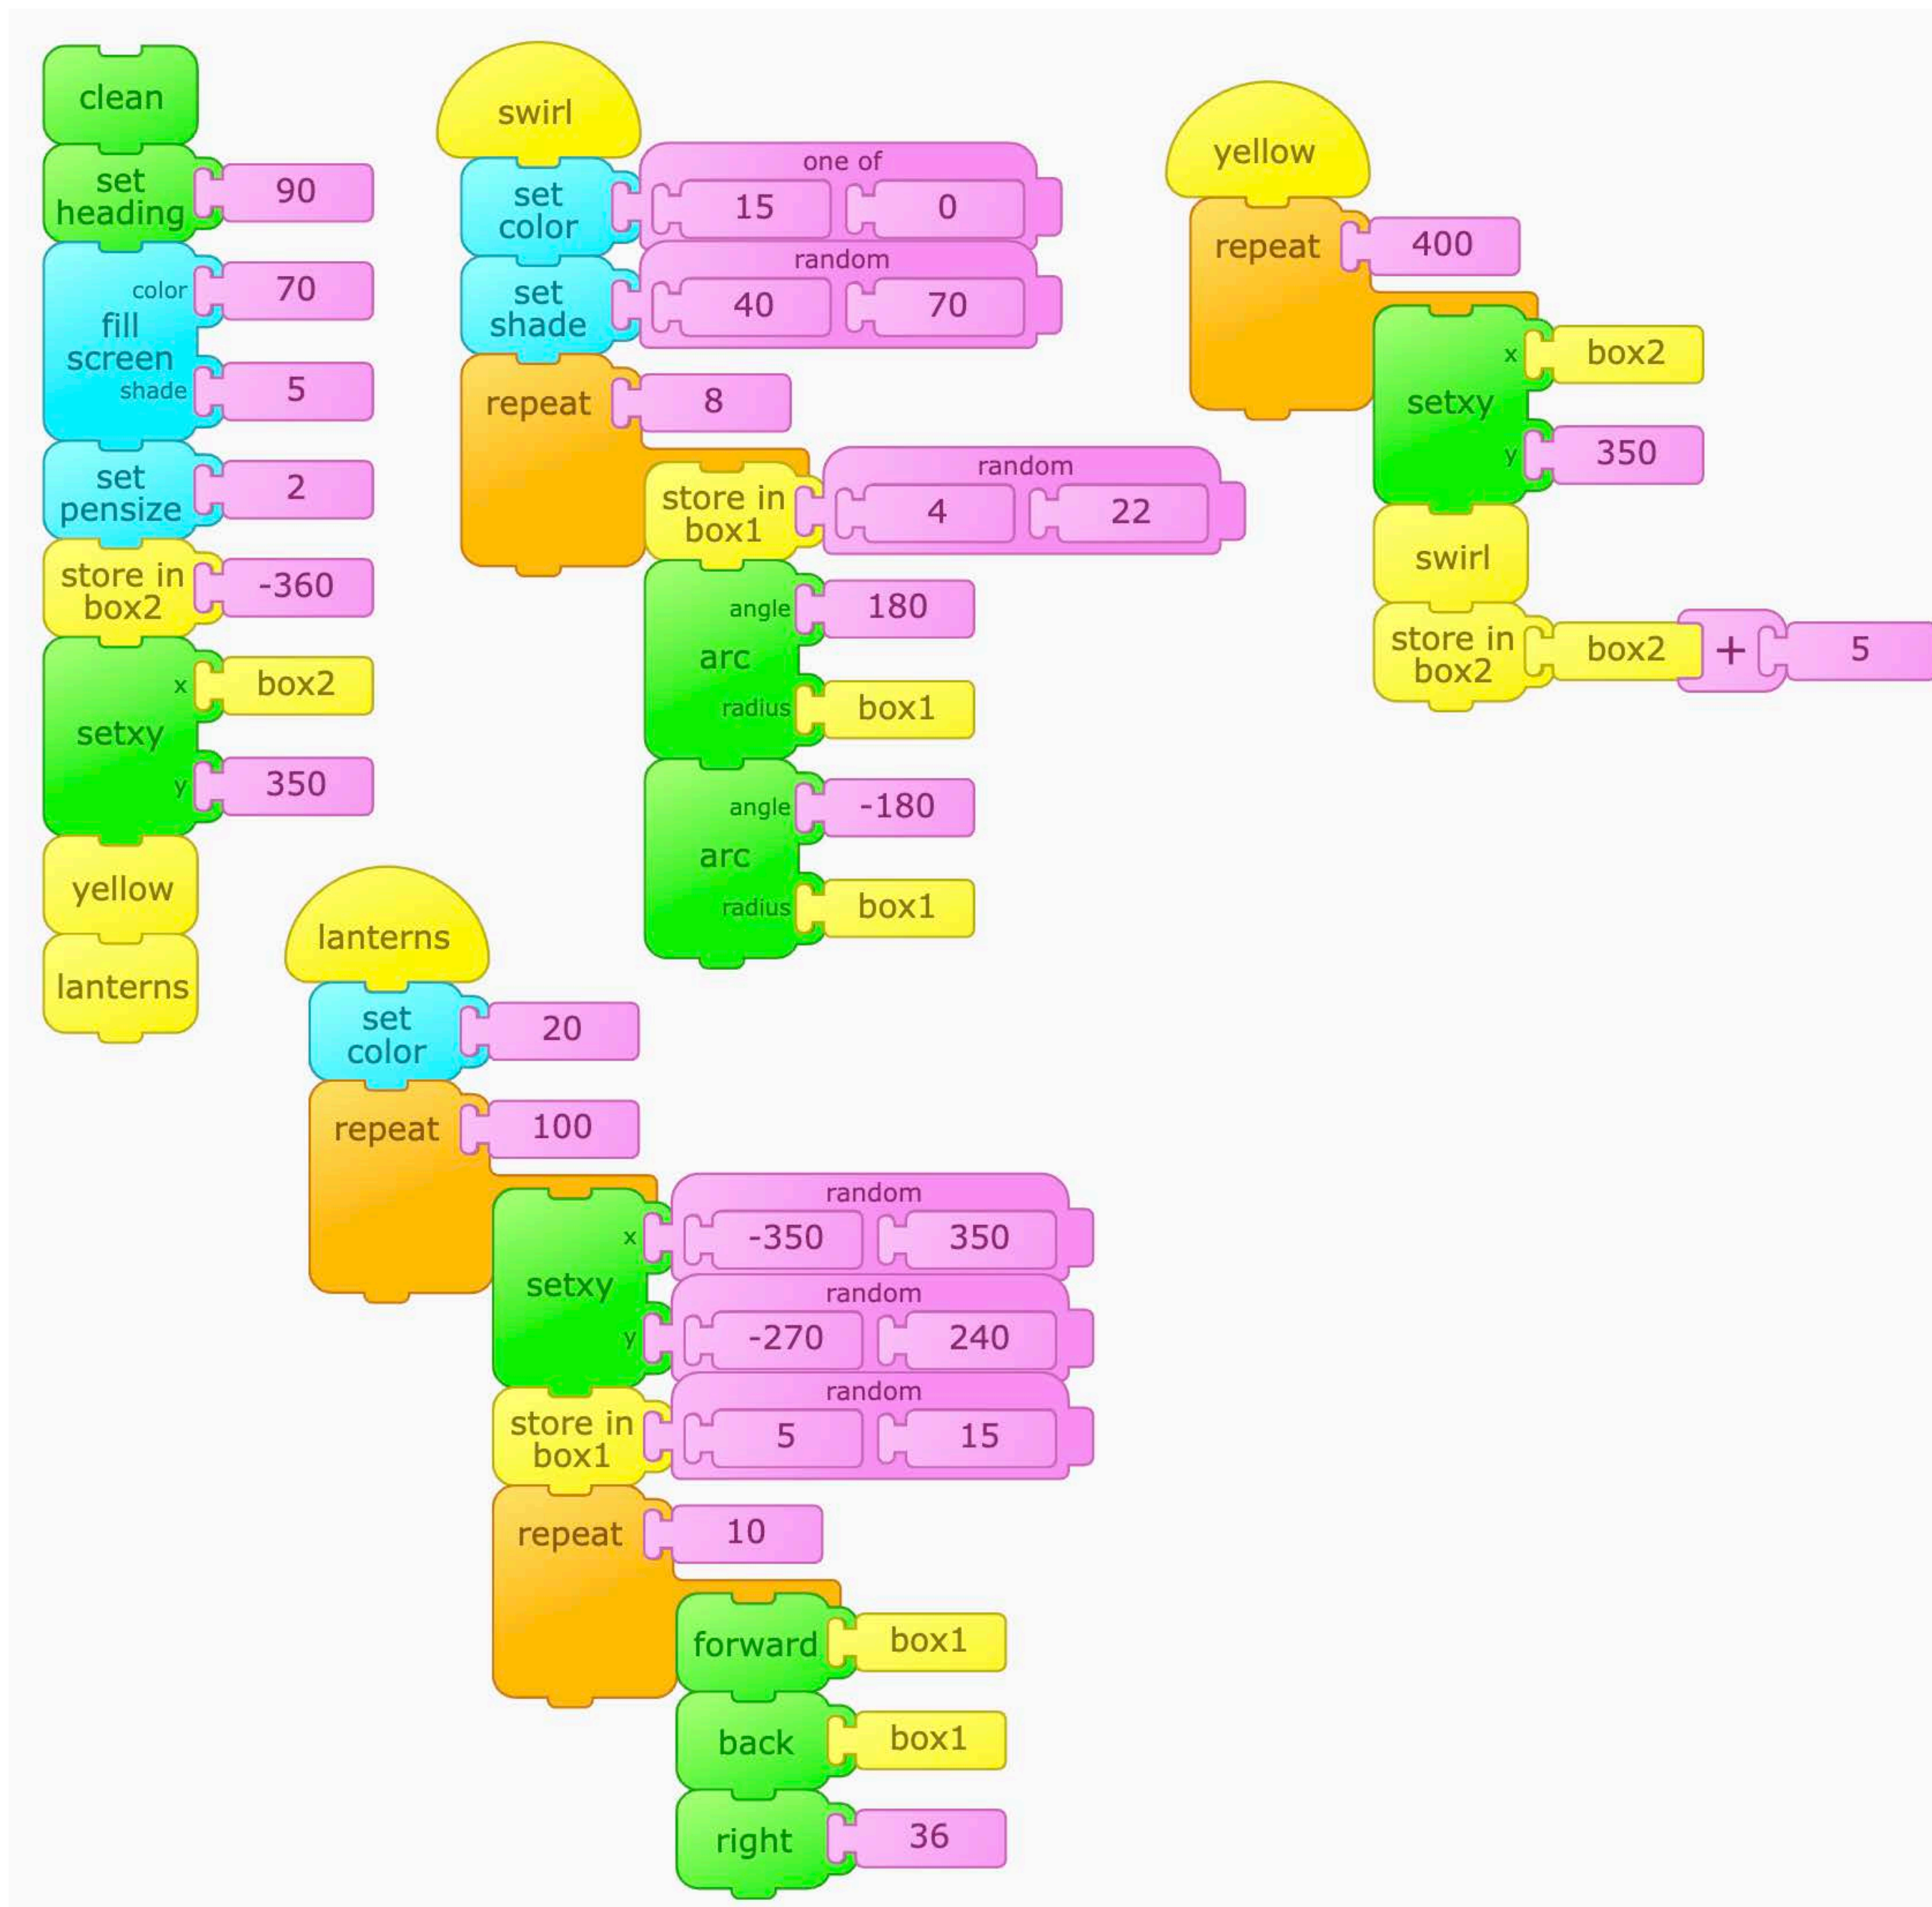 clean
set
heading
90
color
70
fill
screen
shade
5
set
pensize
2
store in
box2
-360
x
box2
setxy
y
350
yellow
lanterns
swirl
set
color
one of
15
0
set
shade
random
40
70
repeat
8
store in
box1
random
4
22
angle
180
arc
radius
box1
angle
-180
arc
radius
box1
yellow
repeat
400
x
box2
setxy
y
350
swirl
store in
box2
box2
+
5
lanterns
set
color
20
repeat
100
x
random
-350
350
setxy
y
random
-270
240
store in
box1
random
5
15
repeat
10
forward
box1
back
box1
right
36